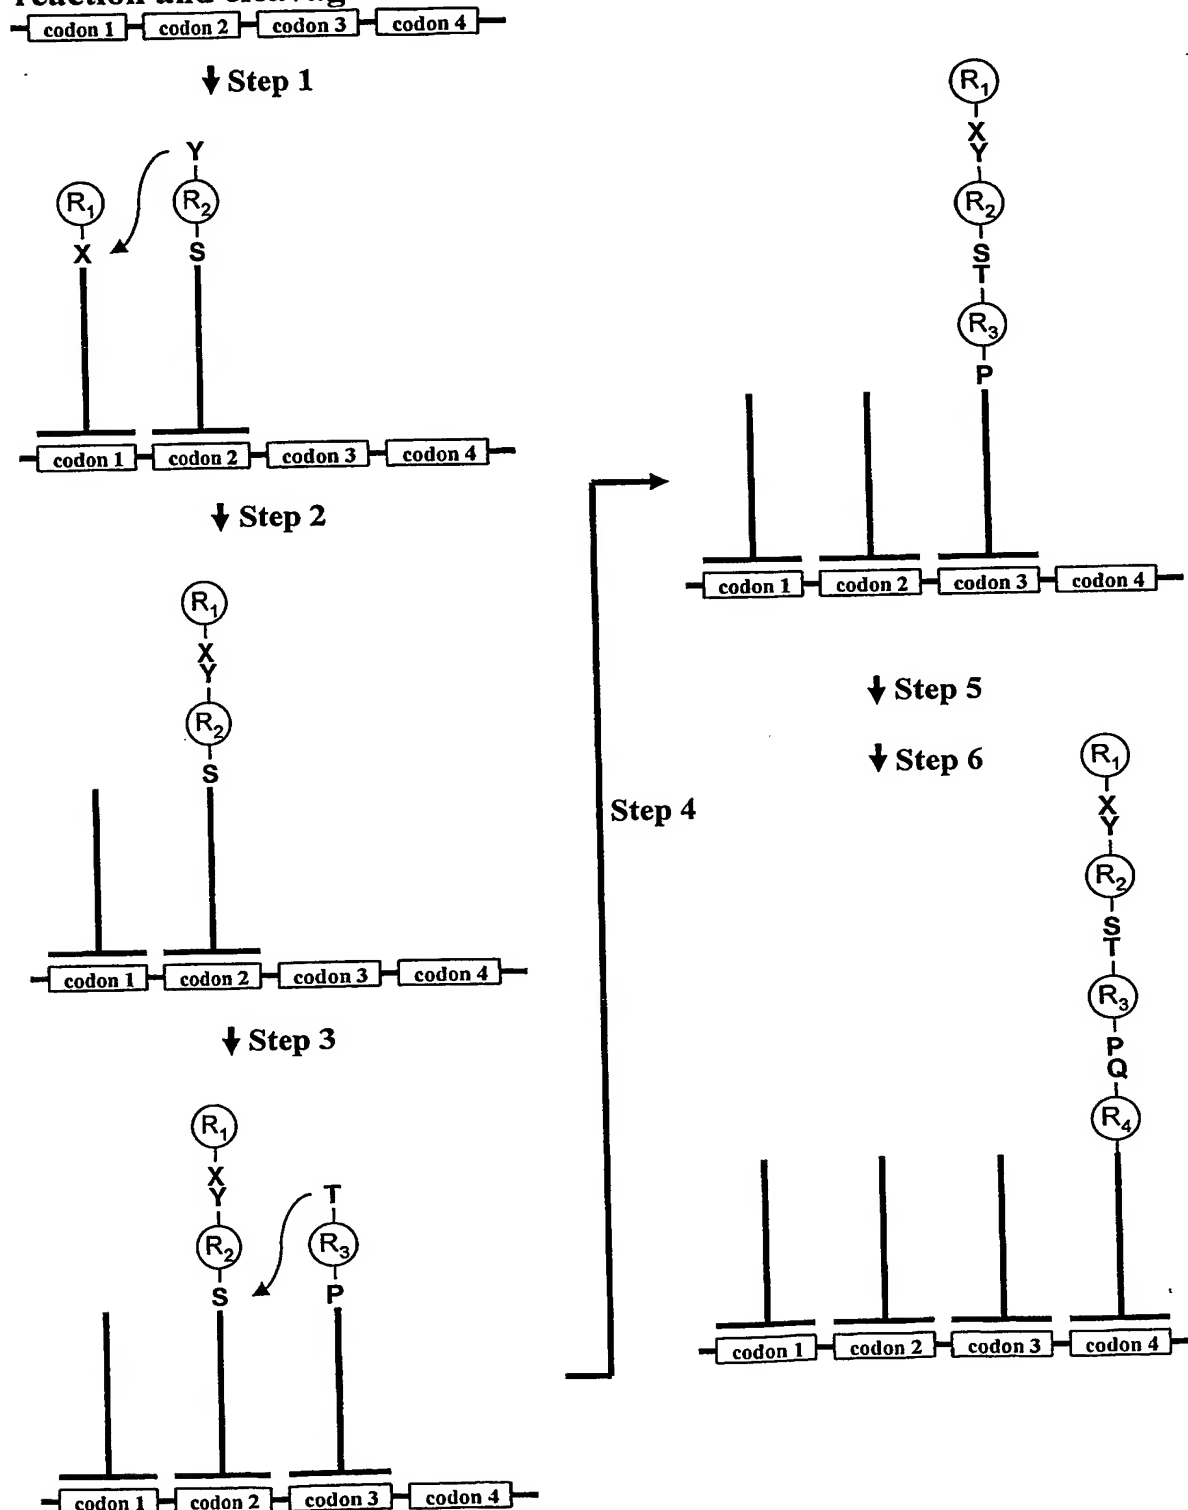 reaction and cleavag
codon 1 codon 2 codon 3 codon 4
Step 1
Y
R1 R2
X S
codon 1 codon 2 codon 3 codon 4
Step 2
R1
X
Y
R2
S
codon 1 codon 2 codon 3 codon 4
Step 3
R1
X
Y T
R2 R3
S P
codon 1 codon 2 codon 3 codon 4
Step 4
R1
X
Y
R2
S
T
R3
P
codon 1 codon 2 codon 3 codon 4
Step 5
Step 6
R1
X
Y
R2
S
T
R3
P
Q
R4
codon 1 codon 2 codon 3 codon 4